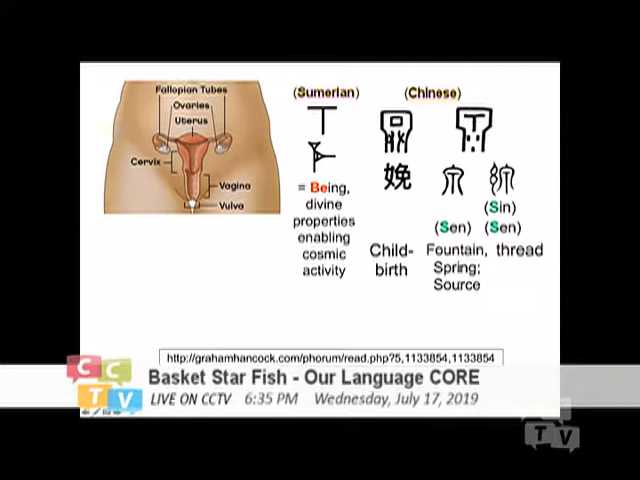 Fallopian Tubes
Ovaries
Uterus
Cervix
Vagina
Vulva
(Sumerian)
= Being,
divine
properties
enabling
cosmic
activity
(Chinese)
娩
Child-
birth
(Sin)
(Sen) (Sen)
Fountain, thread
Spring;
Source
http://grahamhancock.com/phorum/read.php?5,1133854,1133854
CCTV
Basket Star Fish - Our Language CORE
LIVE ON CCTV 6:35 PM Wednesday, July 17, 2019
TV